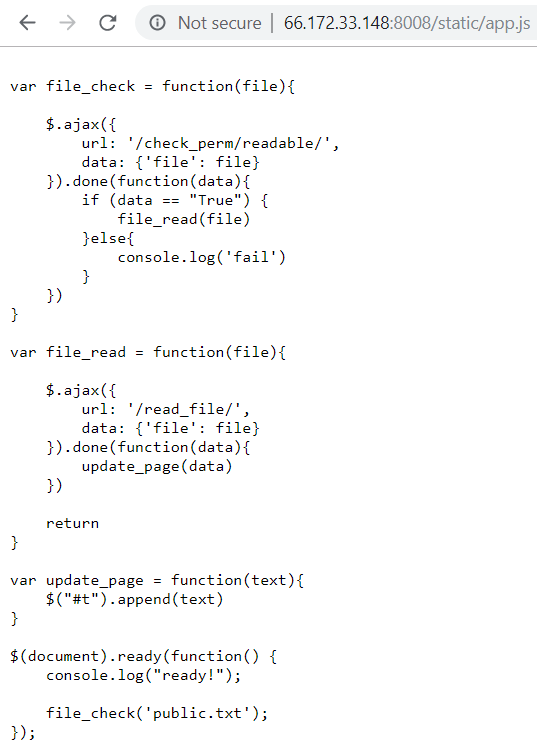 Not secure | 66.172.33.148:8008/static/app.js
var file_check = function(file){
$.ajax({
url: '/check_perm/readable/',
data: {'file': file}
}).done(function(data){
if (data == "True") {
file_read(file)
}else{
console.log('fail')
}
})
}
var file_read = function(file){
$.ajax({
url: '/read_file/',
data: {'file': file}
}).done(function(data){
update_page(data)
})
return
}
var update_page = function(text){
$("#t").append(text)
}
$(document).ready(function() {
console.log("ready!");
file_check('public.txt');
});